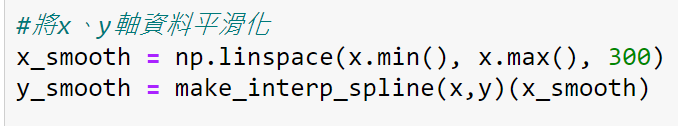 #將x、y軸資料平滑化
x_smooth = np.linspace(x.min(), x.max(), 300)
y_smooth = make_interp_spline(x,y)(x_smooth)